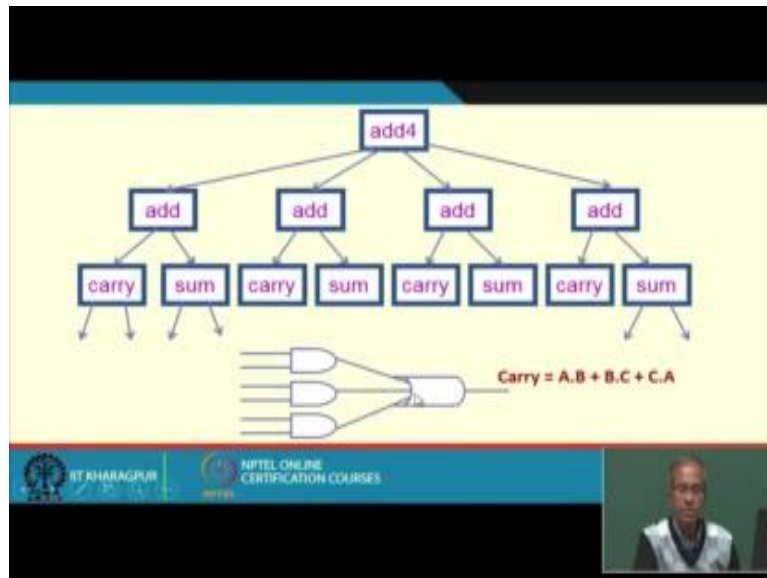 add4
add add add add
carry sum carry sum carry sum carry sum
Carry = A.B + B.C + C.A
IIT KHARAGPUR
NPTEL ONLINE
CERTIFICATION COURSES
NPTEL